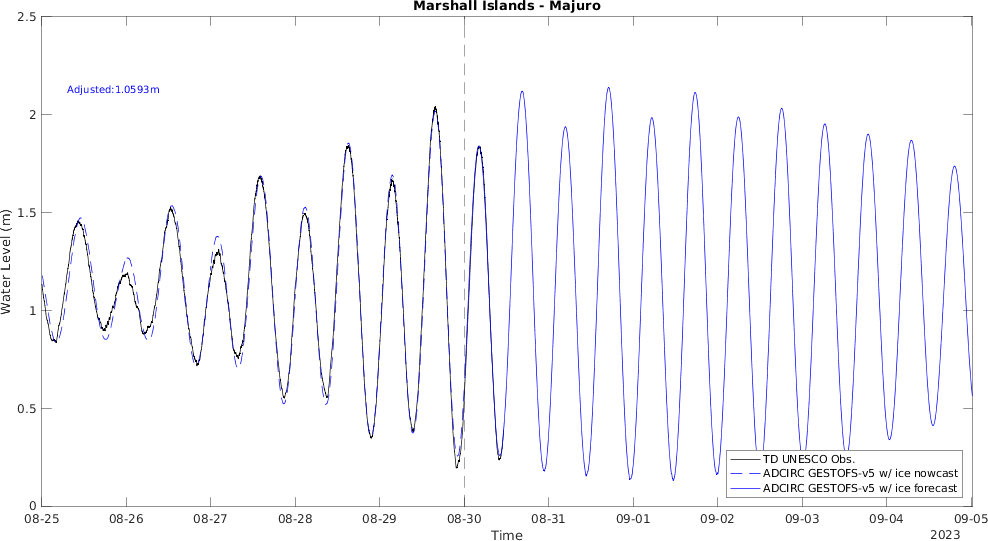 Marshall Islands - Majuro
2.5
2
1.5
1
0.5
0
Water Level (m)
Adjusted:1.0593m
TD UNESCO Obs.
ADCIRC GESTOFS-v5 w/ ice nowcast
ADCIRC GESTOFS-v5 w/ ice forecast
08-25 08-26 08-27 08-28 08-29 08-30 08-31 09-01 09-02 09-03 09-04 09-05
Time
2023